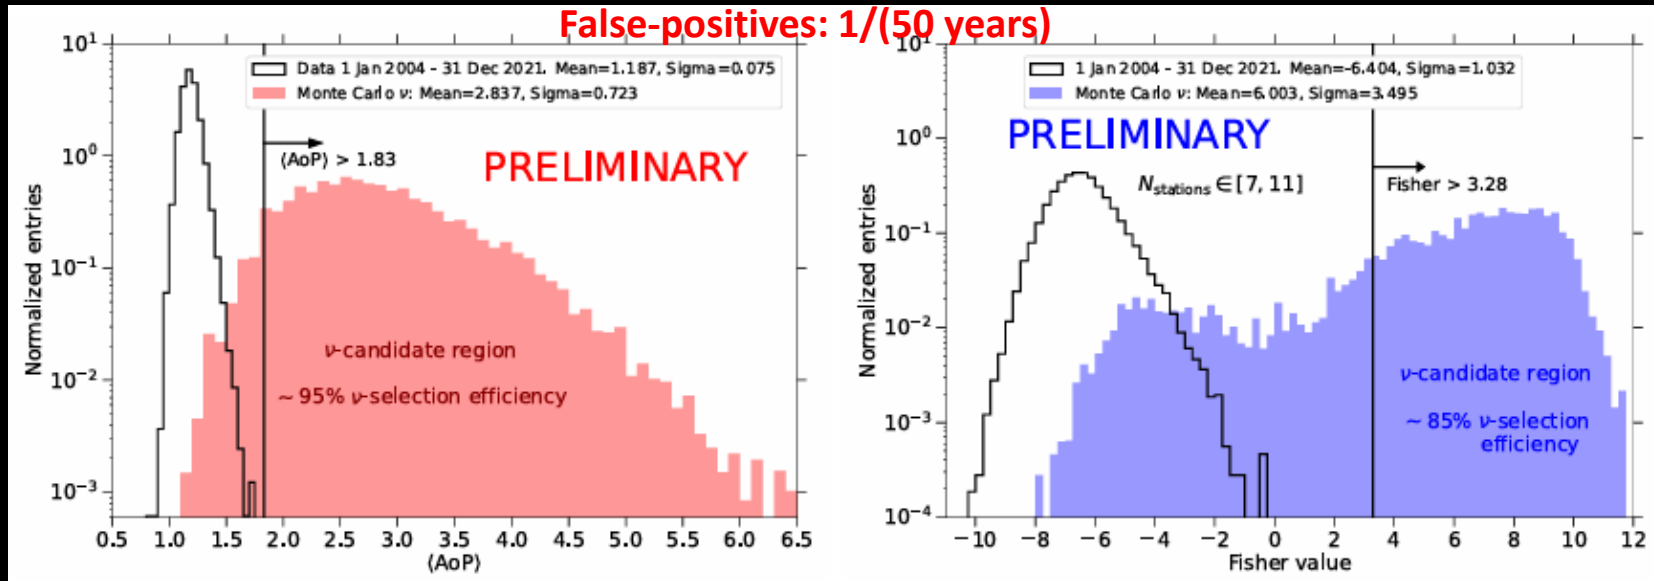 False-positives: 1/(50 years)
Data 1 Jan 2004 - 31 Dec 2021. Mean=1.187, Sigma=0.075
Monte Carlo ν: Mean=2.837, Sigma=0.723
⟨AoP⟩ > 1.83
PRELIMINARY
ν-candidate region
~ 95% ν-selection efficiency
Normalized entries
10¹
10⁰
10⁻¹
10⁻²
10⁻³
0.5 1.0 1.5 2.0 2.5 3.0 3.5 4.0 4.5 5.0 5.5 6.0 6.5
⟨AoP⟩
1 Jan 2004 - 31 Dec 2021. Mean=-6.404, Sigma=1.032
Monte Carlo ν: Mean=6.003, Sigma=3.495
PRELIMINARY
N_stations ∈ [7, 11]
Fisher > 3.28
ν-candidate region
~ 85% ν-selection
efficiency
Normalized entries
10¹
10⁰
10⁻¹
10⁻²
10⁻³
10⁻⁴
−10 −8 −6 −4 −2 0 2 4 6 8 10 12
Fisher value